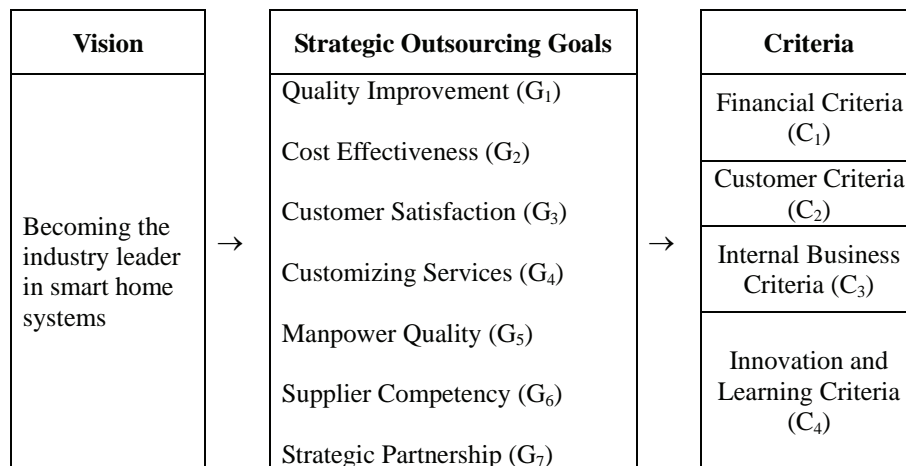 Vision
Becoming the
industry leader
in smart home
systems
→
Strategic Outsourcing Goals
Quality Improvement (G₁)
Cost Effectiveness (G₂)
Customer Satisfaction (G₃)
Customizing Services (G₄)
Manpower Quality (G₅)
Supplier Competency (G₆)
Strategic Partnership (G₇)
→
Criteria
Financial Criteria
(C₁)
Customer Criteria
(C₂)
Internal Business
Criteria (C₃)
Innovation and
Learning Criteria
(C₄)